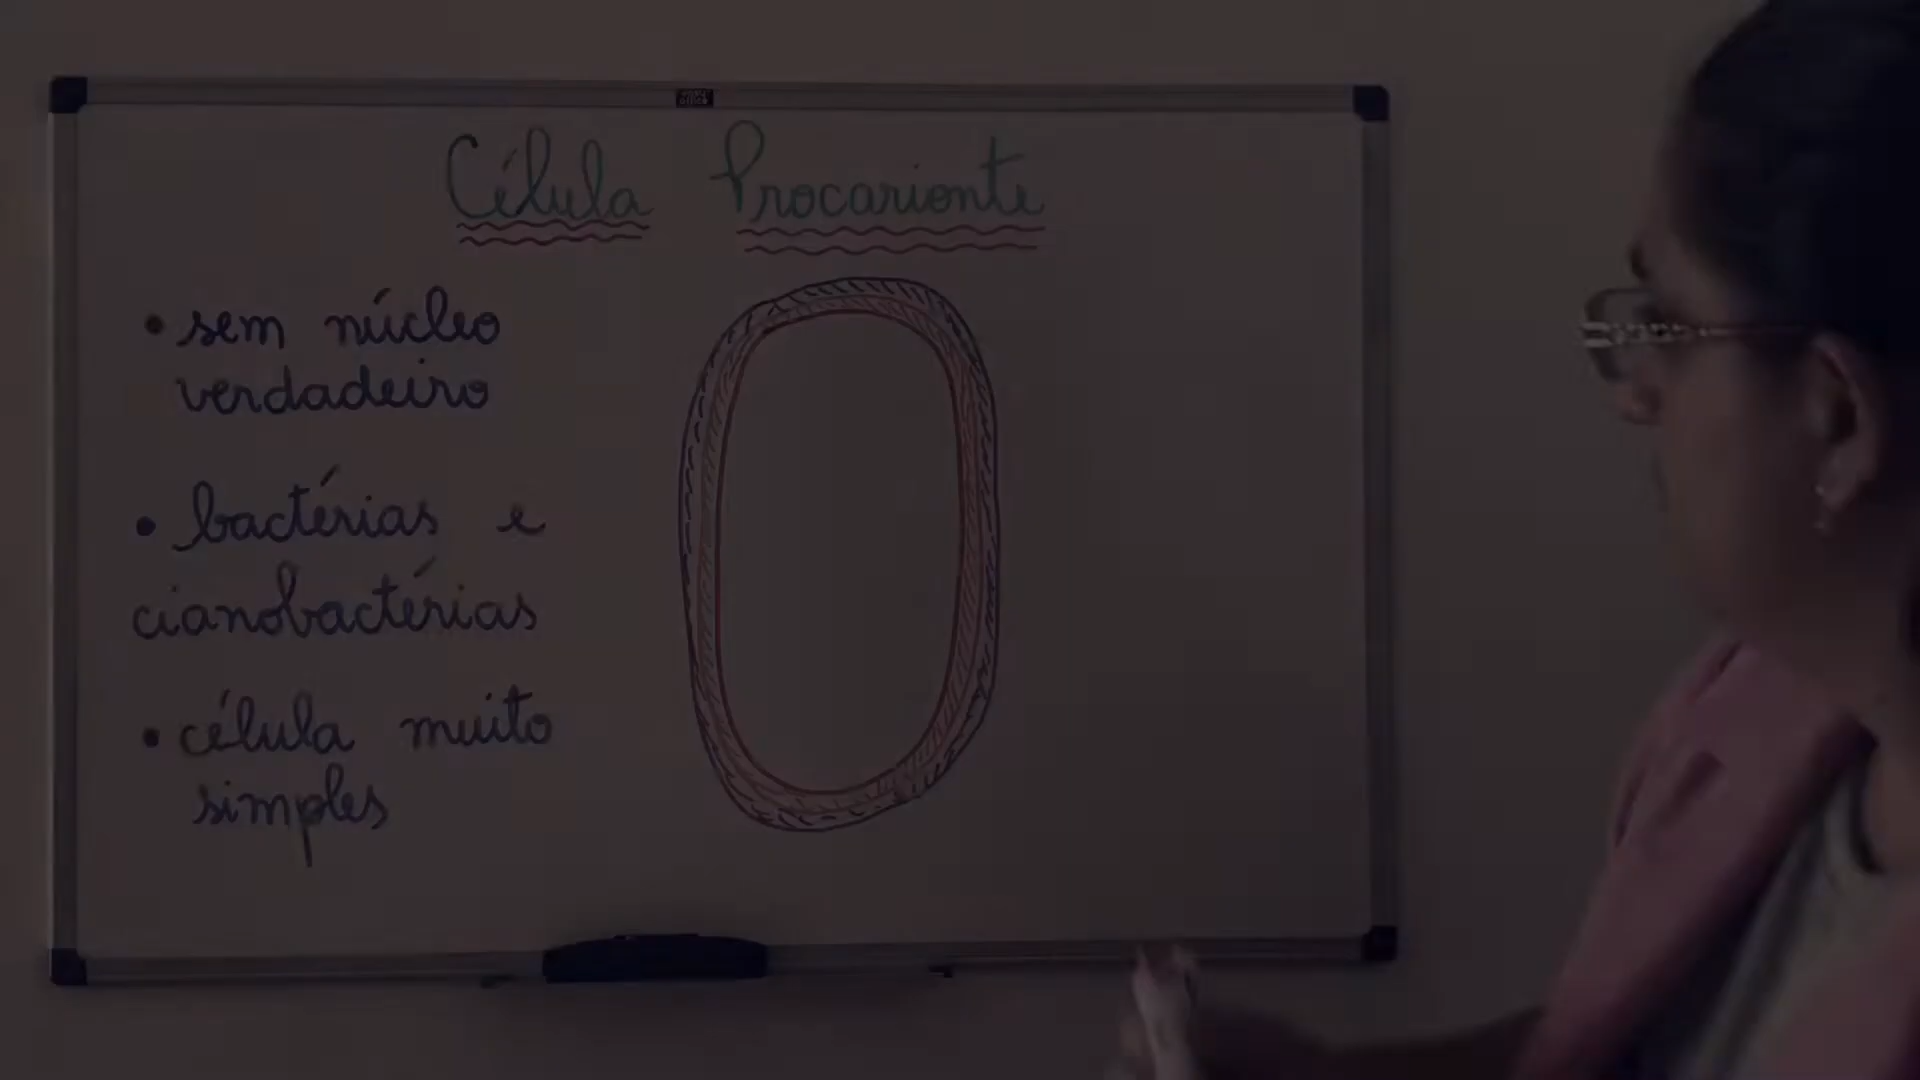 Célula Procarionte
• sem núcleo
verdadeiro
• bactérias e
cianobactérias
• célula muito
simples